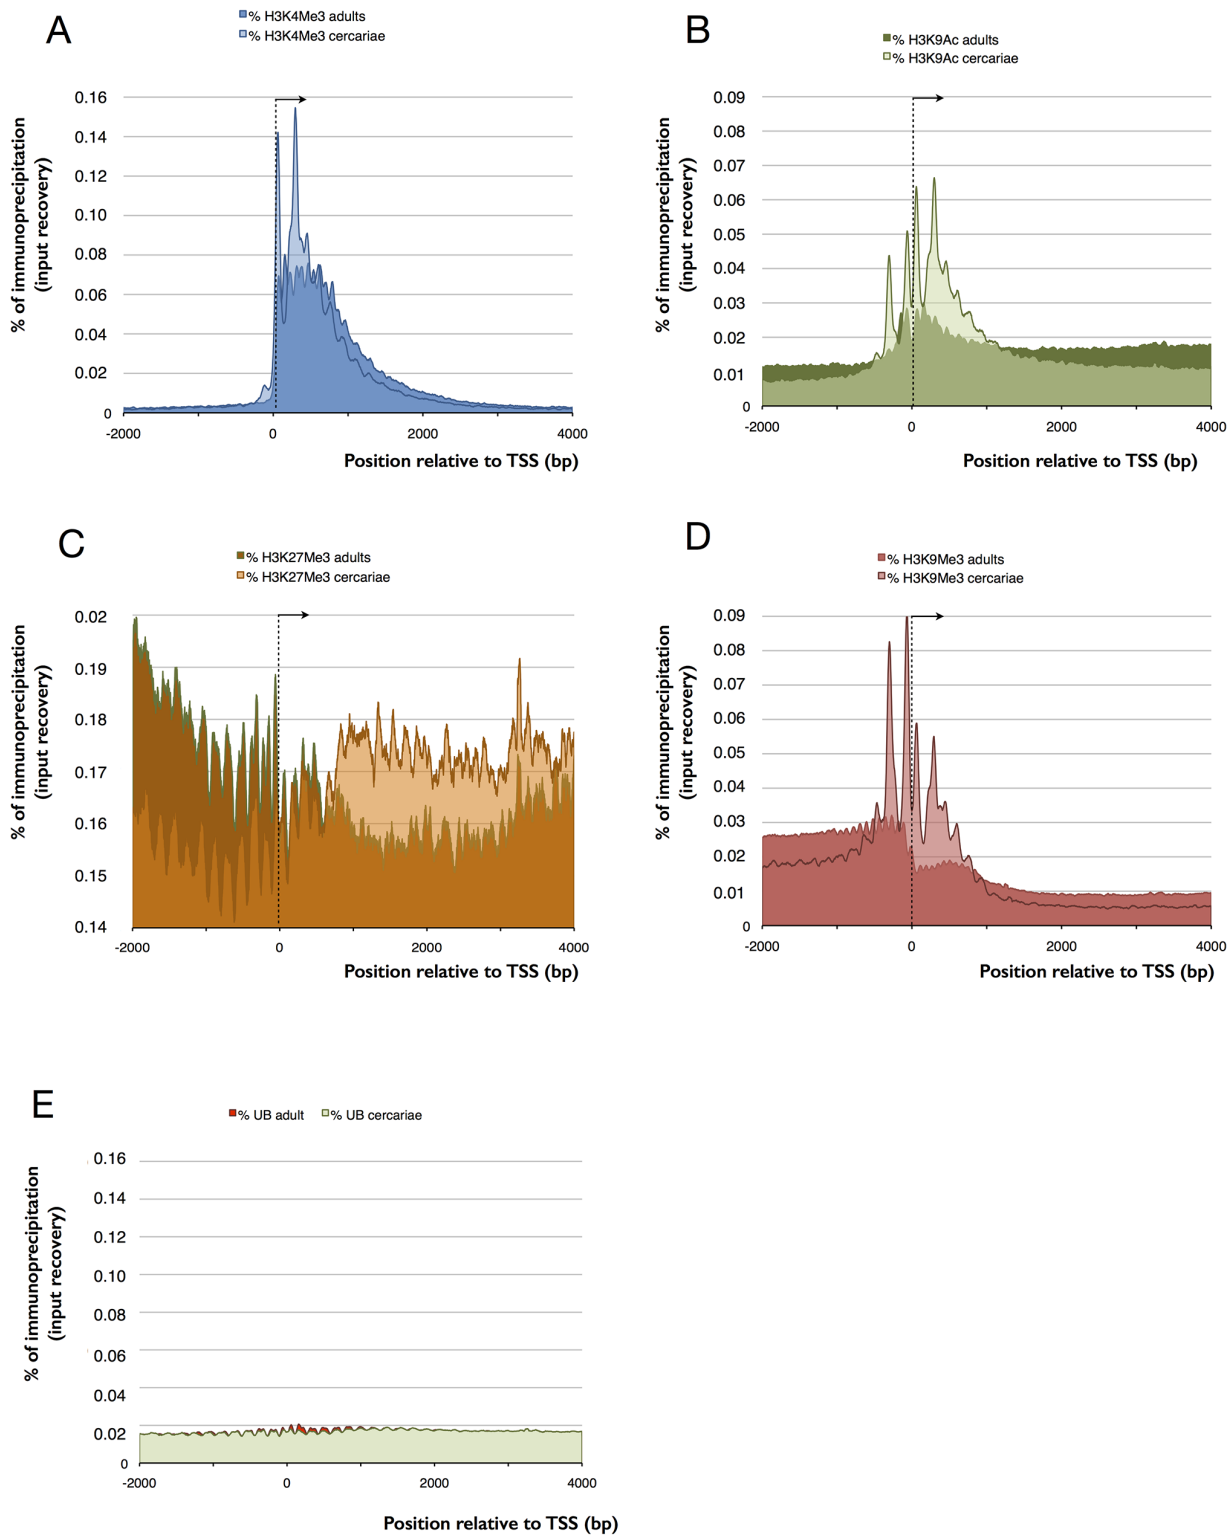 A
% H3K4Me3 adults
% H3K4Me3 cercariae
% of immunoprecipitation
(input recovery)
0.16
0.14
0.12
0.10
0.08
0.06
0.04
0.02
0
-2000
0
2000
4000
Position relative to TSS (bp)
B
% H3K9Ac adults
% H3K9Ac cercariae
% of immunoprecipitation
(input recovery)
0.09
0.08
0.07
0.06
0.05
0.04
0.03
0.02
0.01
0
-2000
0
2000
4000
Position relative to TSS (bp)
C
% H3K27Me3 adults
% H3K27Me3 cercariae
% of immunoprecipitation
(input recovery)
0.02
0.19
0.18
0.17
0.16
0.15
0.14
-2000
0
2000
4000
Position relative to TSS (bp)
D
% H3K9Me3 adults
% H3K9Me3 cercariae
% of immunoprecipitation
(input recovery)
0.09
0.08
0.07
0.06
0.05
0.04
0.03
0.02
0.01
0
-2000
0
2000
4000
Position relative to TSS (bp)
E
% UB adult % UB cercariae
% of immunoprecipitation
(input recovery)
0.16
0.14
0.12
0.10
0.08
0.06
0.04
0.02
0
-2000
0
2000
4000
Position relative to TSS (bp)